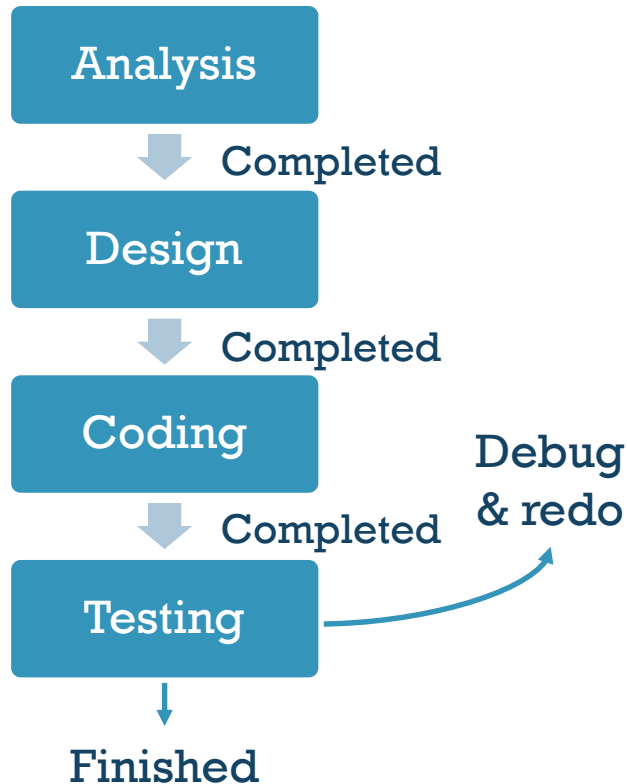 Analysis
Completed
Design
Completed
Coding
Debug
& redo
Completed
Testing
Finished